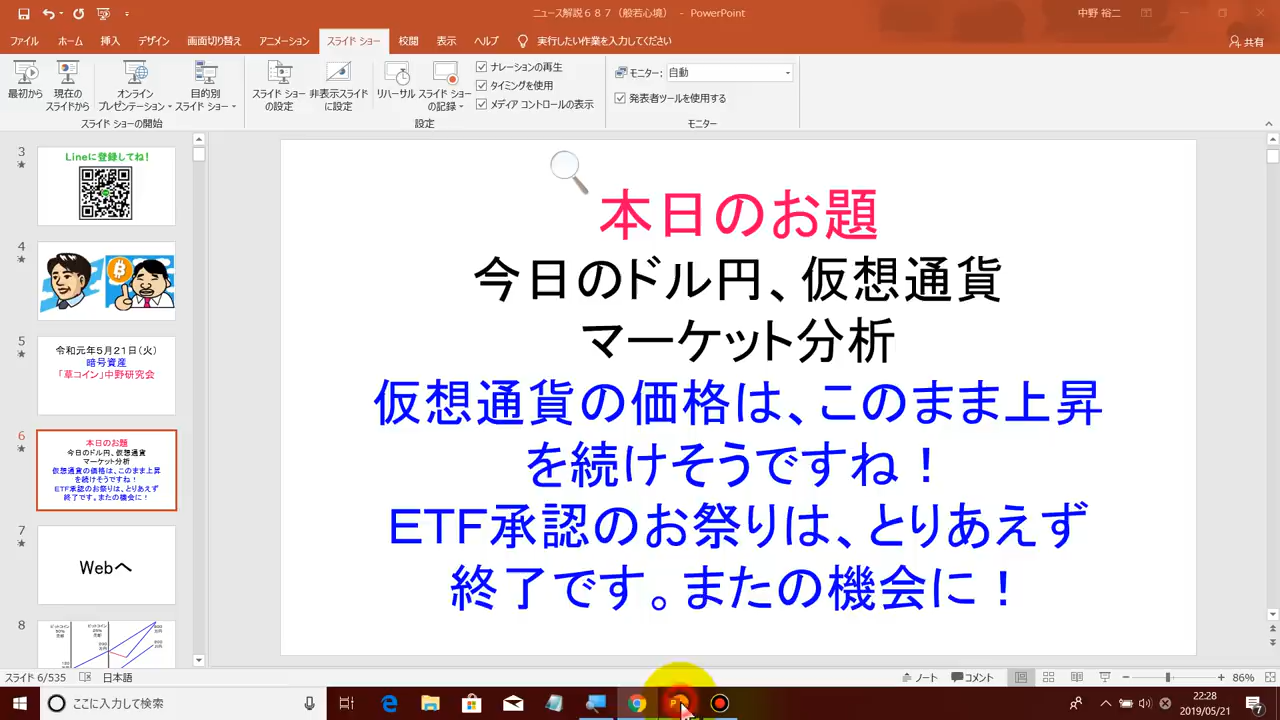 ニュース解説687（般若心境） - PowerPoint
中野 裕二
ファイル ホーム 挿入 デザイン 画面切り替え アニメーション スライド ショー 校閲 表示 ヘルプ 実行したい作業を入力してください
共有
最初から
現在の
スライドから
オンライン
プレゼンテーション
目的別
スライド ショー
スライド ショーの開始
スライド ショー
の設定
非表示スライド
に設定
リハーサル
スライド ショー
の記録
ナレーションの再生
タイミングを使用
メディア コントロールの表示
設定
モニター: 自動
発表者ツールを使用する
モニター
3
Lineに登録してね！
4
5
令和元年5月21日（火）
暗号資産
「草コイン」中野研究会
6
本日のお題
今日のドル円、仮想通貨
マーケット分析
仮想通貨の価格は、このまま上昇
を続けそうですね！
ETF承認のお祭りは、とりあえず
終了です。またの機会に！
7
Webへ
8
本日のお題
今日のドル円、仮想通貨
マーケット分析
仮想通貨の価格は、このまま上昇
を続けそうですね！
ETF承認のお祭りは、とりあえず
終了です。またの機会に！
スライド 6/535
日本語
ノート
コメント
86%
ここに入力して検索
22:28
2019/05/21
7